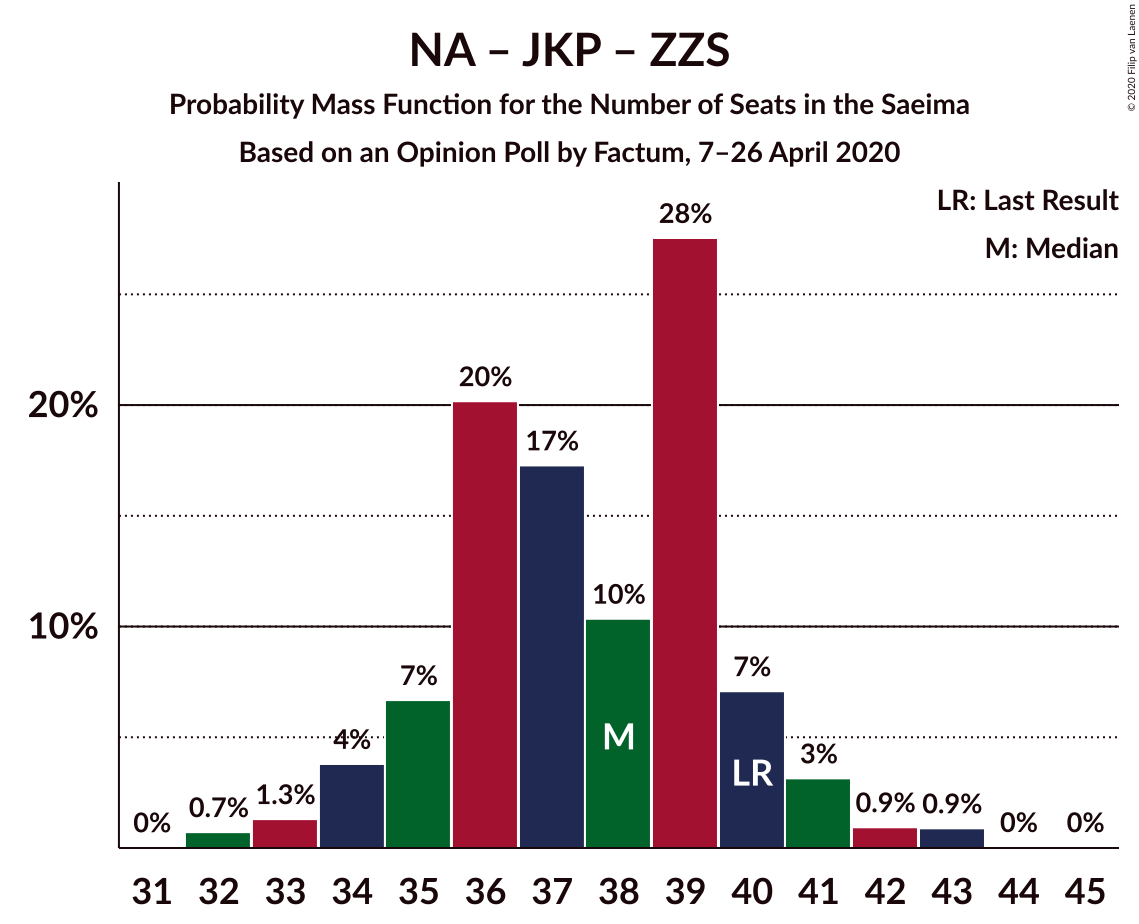 NA – JKP – ZZS
Probability Mass Function for the Number of Seats in the Saeima
Based on an Opinion Poll by Factum, 7–26 April 2020
© 2020 Filip van Laenen
LR: Last Result
M: Median
20%
10%
0%
0.7%
1.3%
4%
7%
20%
17%
10%
28%
7%
3%
0.9%
0.9%
0%
0%
M
LR
31 32 33 34 35 36 37 38 39 40 41 42 43 44 45